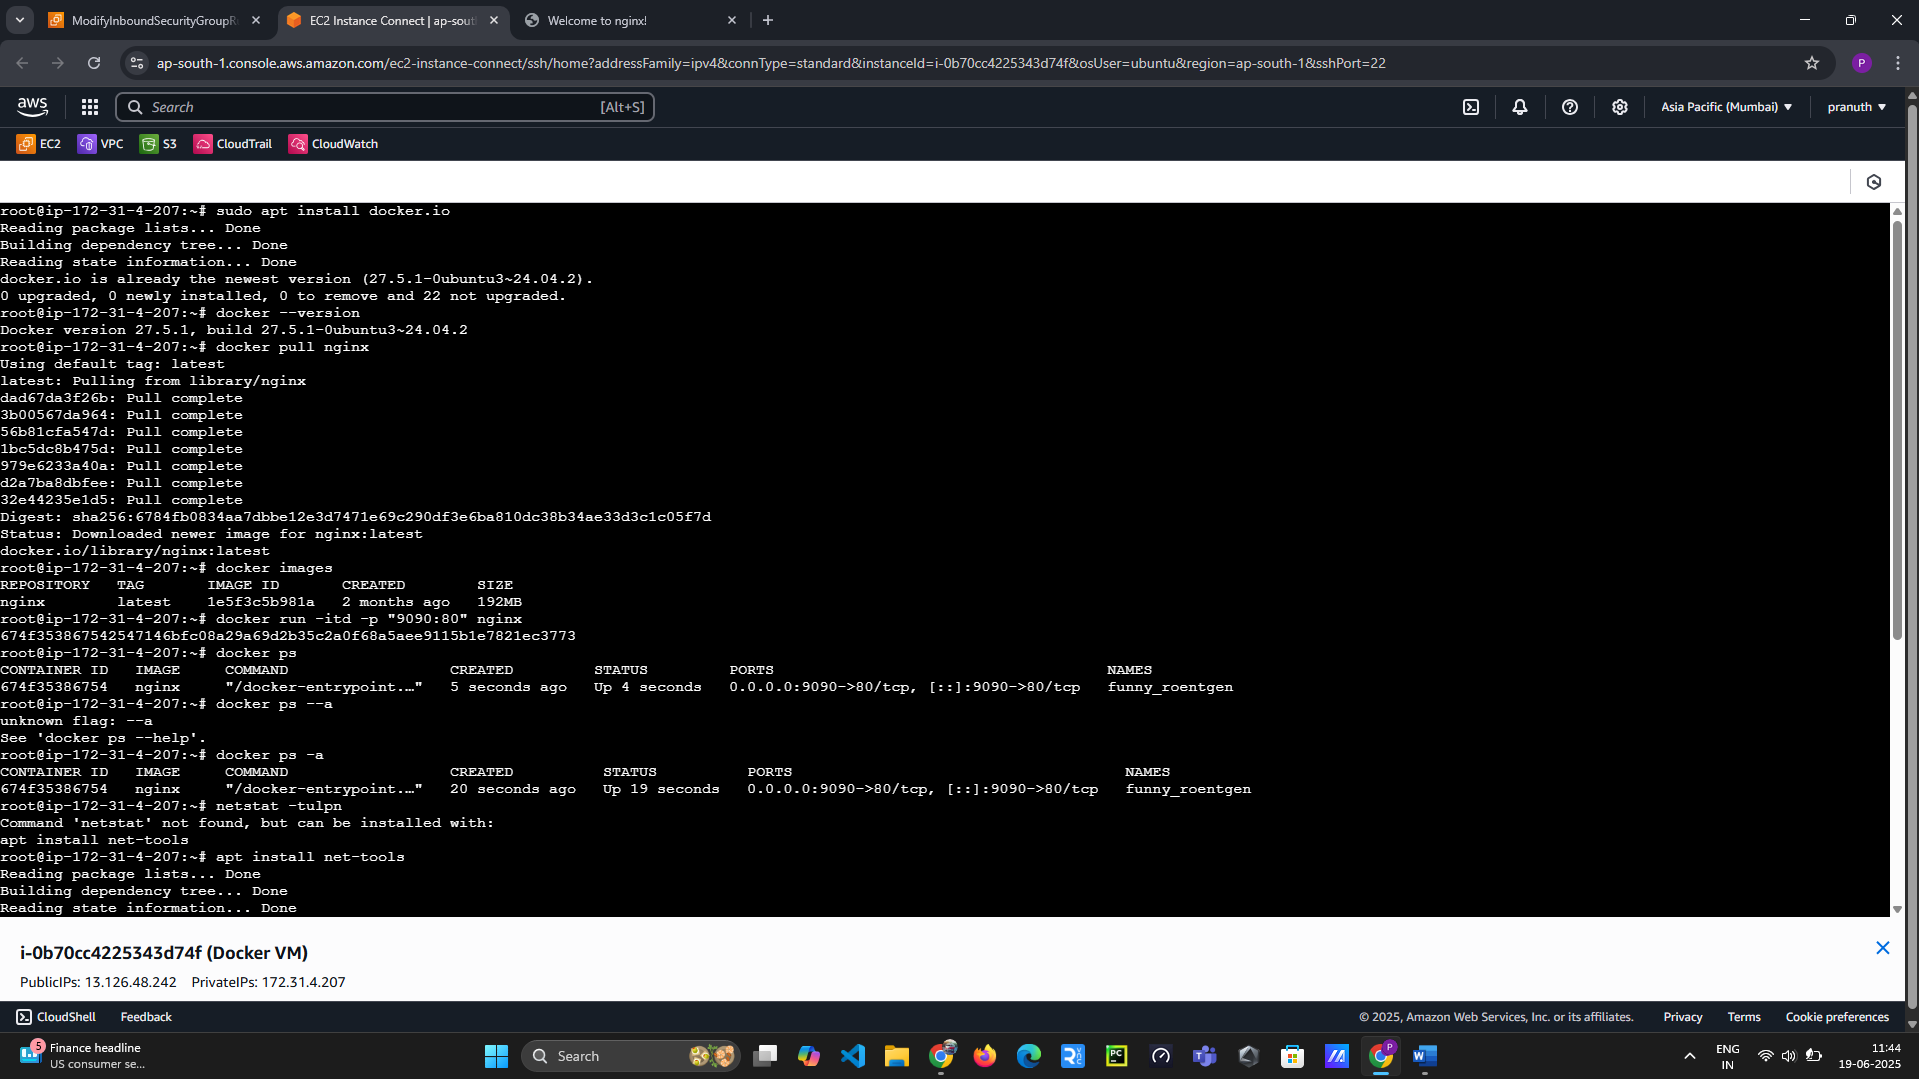 ModifyInboundSecurityGroupRu
EC2 Instance Connect | ap-sout
Welcome to nginx!
ap-south-1.console.aws.amazon.com/ec2-instance-connect/ssh/home?addressFamily=ipv4&connType=standard&instanceId=i-0b70cc4225343d74f&osUser=ubuntu&region=ap-south-1&sshPort=22
P
aws
Search [Alt+S]
Asia Pacific (Mumbai)
pranuth
EC2 VPC S3 CloudTrail CloudWatch
root@ip-172-31-4-207:~# sudo apt install docker.io
Reading package lists... Done
Building dependency tree... Done
Reading state information... Done
docker.io is already the newest version (27.5.1-0ubuntu3~24.04.2).
0 upgraded, 0 newly installed, 0 to remove and 22 not upgraded.
root@ip-172-31-4-207:~# docker --version
Docker version 27.5.1, build 27.5.1-0ubuntu3~24.04.2
root@ip-172-31-4-207:~# docker pull nginx
Using default tag: latest
latest: Pulling from library/nginx
dad67da3f26b: Pull complete
3b00567da964: Pull complete
56b81cfa547d: Pull complete
1bc5dc8b475d: Pull complete
979e6233a40a: Pull complete
d2a7ba8dbfee: Pull complete
32e44235e1d5: Pull complete
Digest: sha256:6784fb0834aa7dbbe12e3d7471e69c290df3e6ba810dc38b34ae33d3c1c05f7d
Status: Downloaded newer image for nginx:latest
docker.io/library/nginx:latest
root@ip-172-31-4-207:~# docker images
REPOSITORY   TAG       IMAGE ID       CREATED        SIZE
nginx        latest    1e5f3c5b981a   2 months ago   192MB
root@ip-172-31-4-207:~# docker run -itd -p "9090:80" nginx
674f353867542547146bfc08a29a69d2b35c2a0f68a5aee9115b1e7821ec3773
root@ip-172-31-4-207:~# docker ps
CONTAINER ID   IMAGE     COMMAND                  CREATED         STATUS         PORTS                                     NAMES
674f35386754   nginx     "/docker-entrypoint.…"   5 seconds ago   Up 4 seconds   0.0.0.0:9090->80/tcp, [::]:9090->80/tcp   funny_roentgen
root@ip-172-31-4-207:~# docker ps --a
unknown flag: --a
See 'docker ps --help'.
root@ip-172-31-4-207:~# docker ps -a
CONTAINER ID   IMAGE     COMMAND                  CREATED          STATUS          PORTS                                     NAMES
674f35386754   nginx     "/docker-entrypoint.…"   20 seconds ago   Up 19 seconds   0.0.0.0:9090->80/tcp, [::]:9090->80/tcp   funny_roentgen
root@ip-172-31-4-207:~# netstat -tulpn
Command 'netstat' not found, but can be installed with:
apt install net-tools
root@ip-172-31-4-207:~# apt install net-tools
Reading package lists... Done
Building dependency tree... Done
Reading state information... Done
i-0b70cc4225343d74f (Docker VM)
PublicIPs: 13.126.48.242 PrivateIPs: 172.31.4.207
CloudShell Feedback
© 2025, Amazon Web Services, Inc. or its affiliates. Privacy Terms Cookie preferences
5
Finance headline
US consumer se...
Search
ENG
IN
11:44
19-06-2025